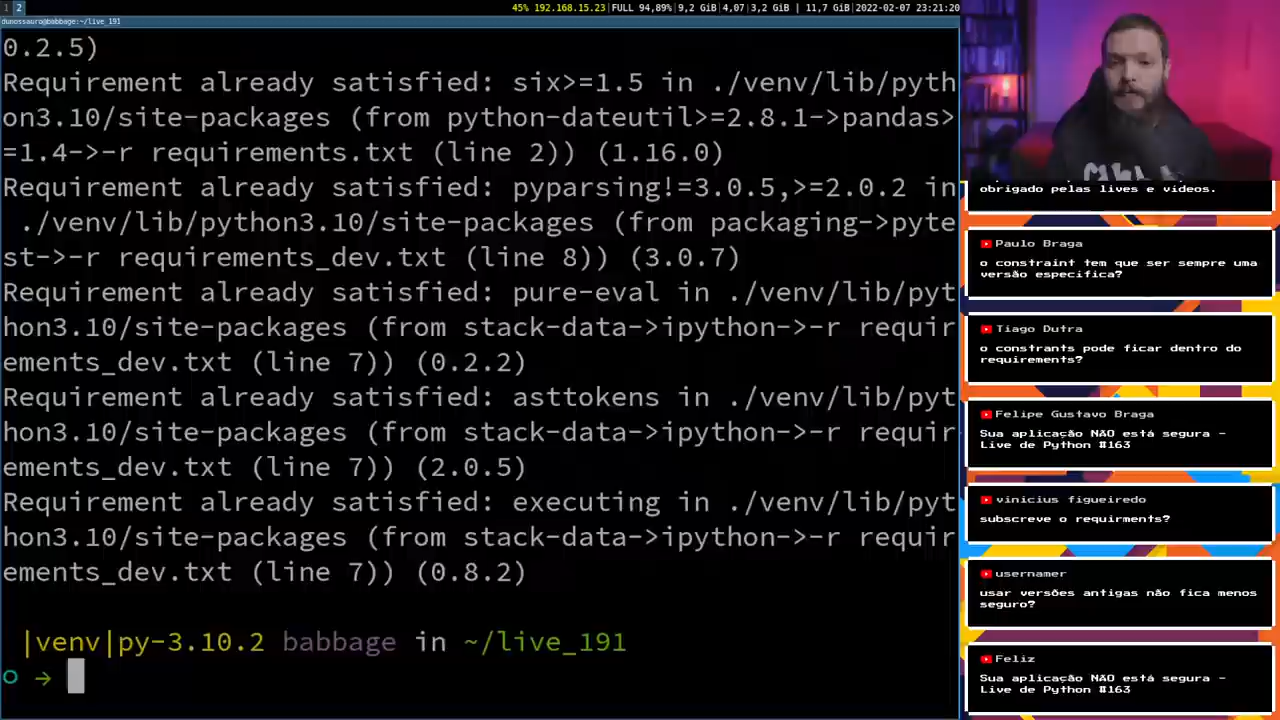 1 2
45% 192.168.15.23|FULL 94,89%|9,2 GiB|4,07|3,2 GiB | 11,7 GiB|2022-02-07 23:21:20
dunossauro@babbage:~/live_191
0.2.5)
Requirement already satisfied: six>=1.5 in ./venv/lib/pyth
on3.10/site-packages (from python-dateutil>=2.8.1->pandas>
=1.4->-r requirements.txt (line 2)) (1.16.0)
Requirement already satisfied: pyparsing!=3.0.5,>=2.0.2 in
./venv/lib/python3.10/site-packages (from packaging->pyte
st->-r requirements_dev.txt (line 8)) (3.0.7)
Requirement already satisfied: pure-eval in ./venv/lib/pyt
hon3.10/site-packages (from stack-data->ipython->-r requir
ements_dev.txt (line 7)) (0.2.2)
Requirement already satisfied: asttokens in ./venv/lib/pyt
hon3.10/site-packages (from stack-data->ipython->-r requir
ements_dev.txt (line 7)) (2.0.5)
Requirement already satisfied: executing in ./venv/lib/pyt
hon3.10/site-packages (from stack-data->ipython->-r requir
ements_dev.txt (line 7)) (0.8.2)
|venv|py-3.10.2 babbage in ~/live_191
→
obrigado pelas lives e videos.
Paulo Braga
o constraint tem que ser sempre uma
versão especifica?
Tiago Dutra
o constrants pode ficar dentro do
requirements?
Felipe Gustavo Braga
Sua aplicação NÃO está segura -
Live de Python #163
vinicius figueiredo
subscreve o requirments?
usernamer
usar versões antigas não fica menos
seguro?
Feliz
Sua aplicação NÃO está segura -
Live de Python #163